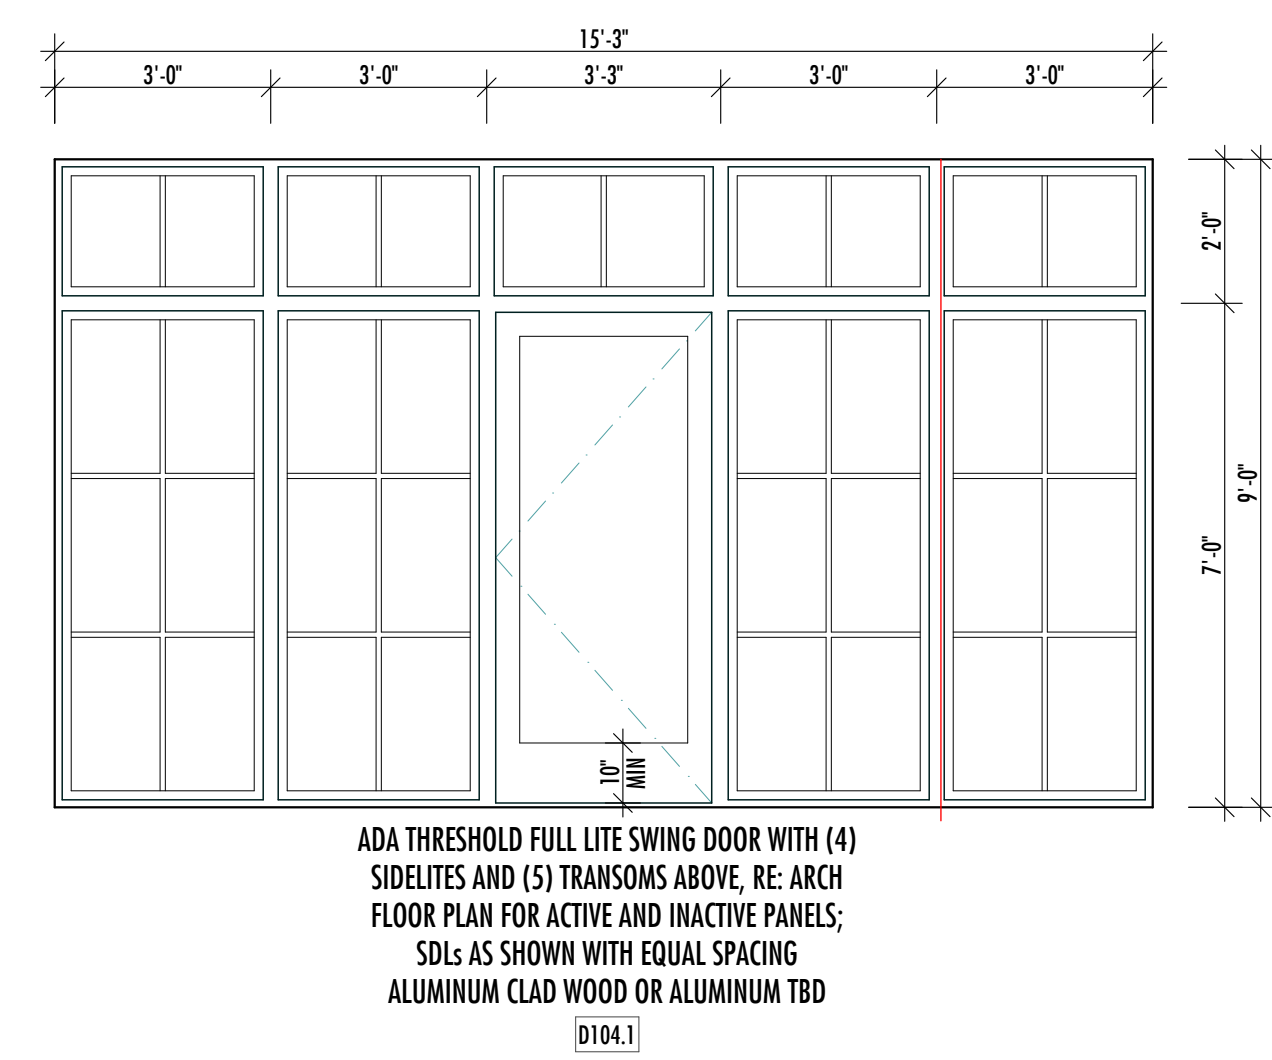 15'-3"
3'-0"
3'-0"
3'-3"
3'-0"
3'-0"
2'-0"
9'-0"
7'-0"
10"
MIN
ADA THRESHOLD FULL LITE SWING DOOR WITH (4)
SIDELITES AND (5) TRANSOMS ABOVE, RE: ARCH
FLOOR PLAN FOR ACTIVE AND INACTIVE PANELS;
SDLs AS SHOWN WITH EQUAL SPACING
ALUMINUM CLAD WOOD OR ALUMINUM TBD
D104.1